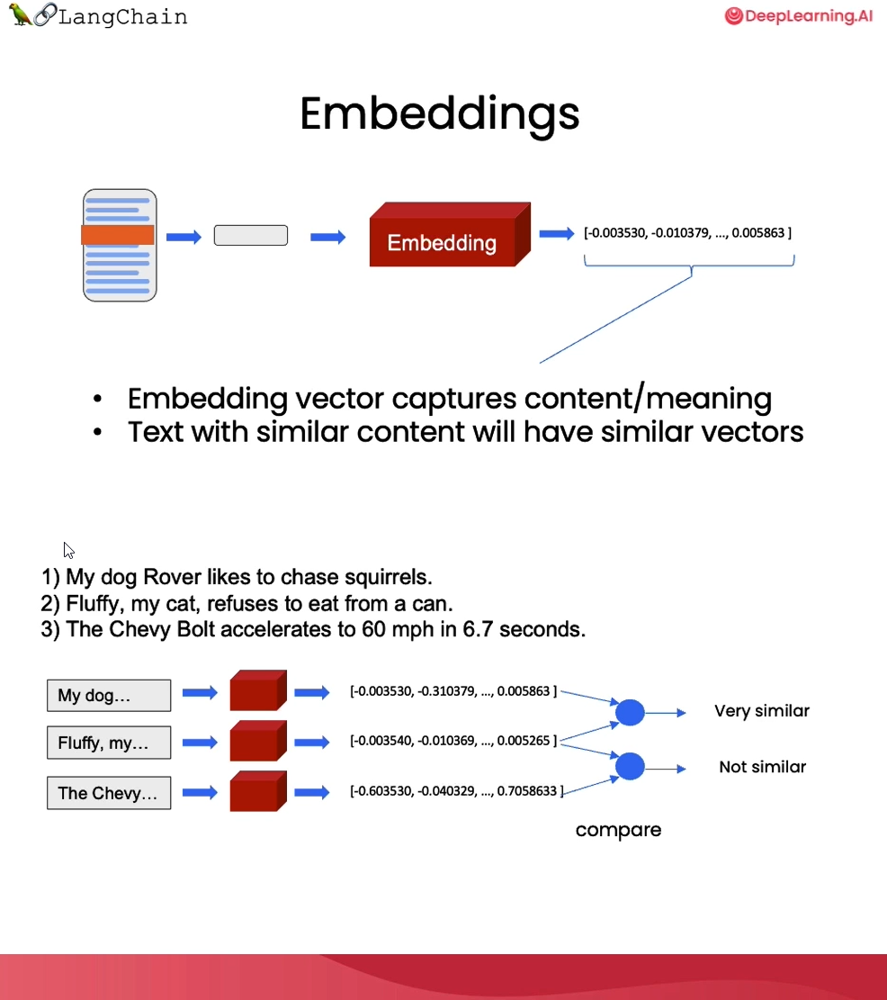 LangChain
DeepLearning.AI
Embeddings
Embedding
[-0.003530, -0.010379, ..., 0.005863 ]
• Embedding vector captures content/meaning
• Text with similar content will have similar vectors
1) My dog Rover likes to chase squirrels.
2) Fluffy, my cat, refuses to eat from a can.
3) The Chevy Bolt accelerates to 60 mph in 6.7 seconds.
My dog...
[-0.003530, -0.310379, ..., 0.005863 ]
Very similar
Fluffy, my...
[-0.003540, -0.010369, ..., 0.005265 ]
Not similar
The Chevy...
[-0.603530, -0.040329, ..., 0.7058633 ]
compare